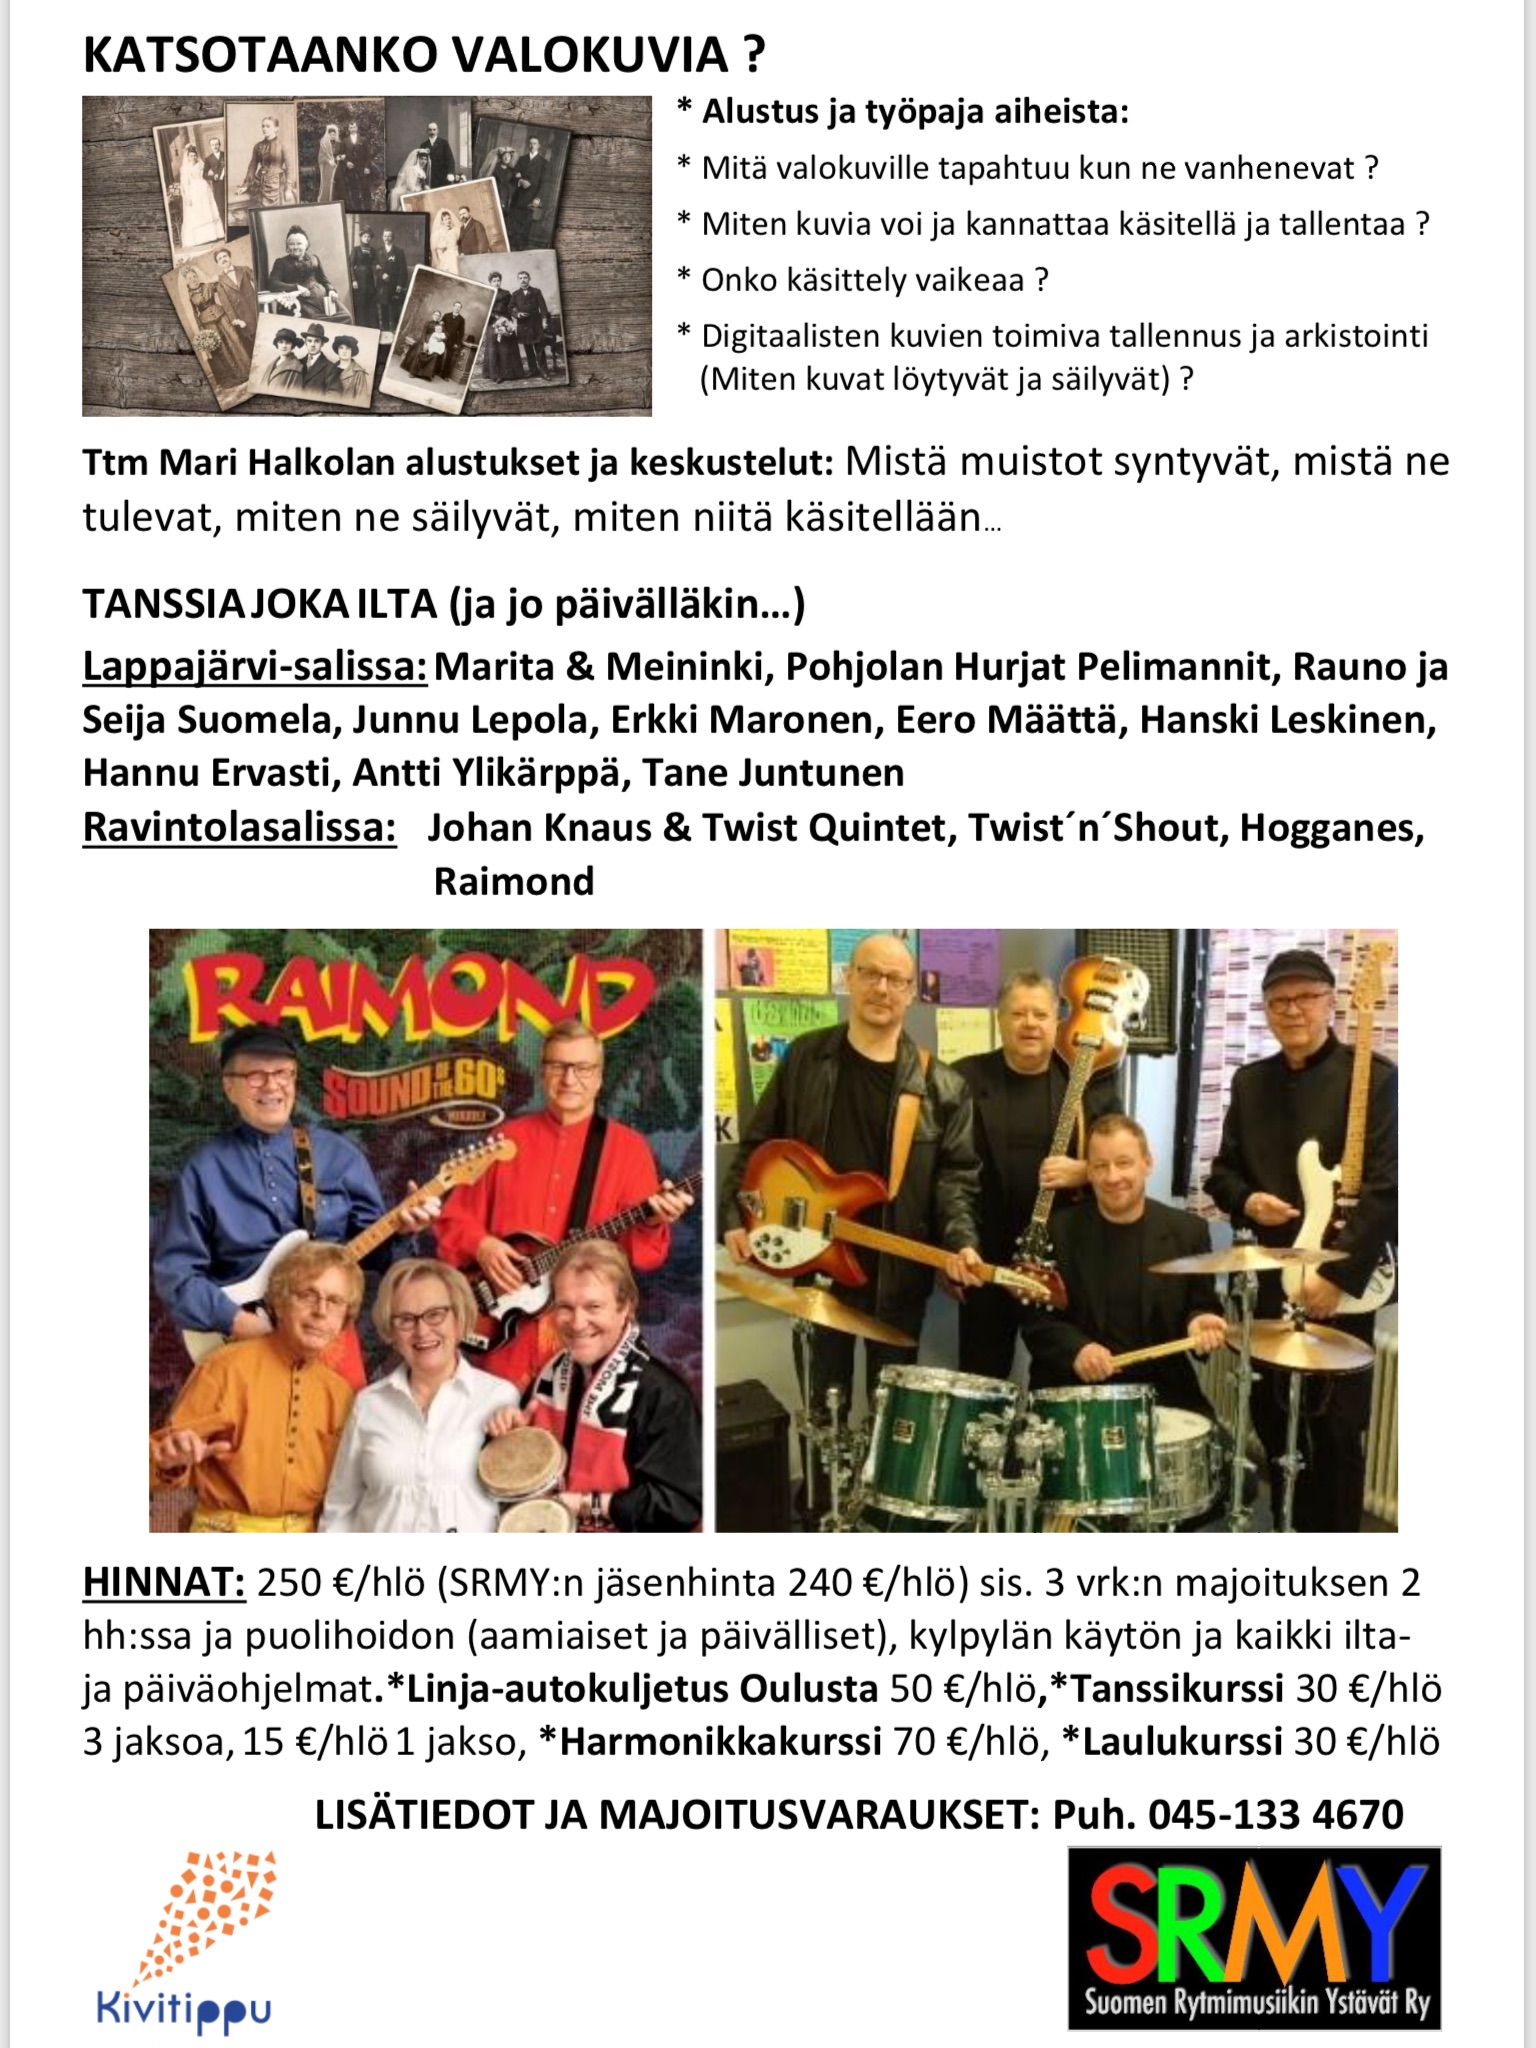 KATSOTAANKO VALOKUVIA ?
* Alustus ja työpaja aiheista:
* Mitä valokuville tapahtuu kun ne vanhenevat ?
* Miten kuvia voi ja kannattaa käsitellä ja tallentaa ?
* Onko käsittely vaikeaa ?
* Digitaalisten kuvien toimiva tallennus ja arkistointi
(Miten kuvat löytyvät ja säilyvät) ?
Ttm Mari Halkolan alustukset ja keskustelut: Mistä muistot syntyvät, mistä ne
tulevat, miten ne säilyvät, miten niitä käsitellään...
TANSSIA JOKA ILTA (ja jo päivälläkin...)
Lappajärvi-salissa: Marita & Meininki, Pohjolan Hurjat Pelimannit, Rauno ja
Seija Suomela, Junnu Lepola, Erkki Maronen, Eero Määttä, Hanski Leskinen,
Hannu Ervasti, Antti Ylikärppä, Tane Juntunen
Ravintolasalissa: Johan Knaus & Twist Quintet, Twist´n´Shout, Hogganes,
Raimond
RAIMOND
SOUND OF THE 60s
HINNAT: 250 €/hlö (SRMY:n jäsenhinta 240 €/hlö) sis. 3 vrk:n majoituksen 2
hh:ssa ja puolihoidon (aamiaiset ja päivälliset), kylpylän käytön ja kaikki ilta-
ja päiväohjelmat.*Linja-autokuljetus Oulusta 50 €/hlö,*Tanssikurssi 30 €/hlö
3 jaksoa, 15 €/hlö 1 jakso, *Harmonikkakurssi 70 €/hlö, *Laulukurssi 30 €/hlö
LISÄTIEDOT JA MAJOITUSVARAUKSET: Puh. 045-133 4670
Kivitippu
SRMY
Suomen Rytmimusiikin Ystävät Ry